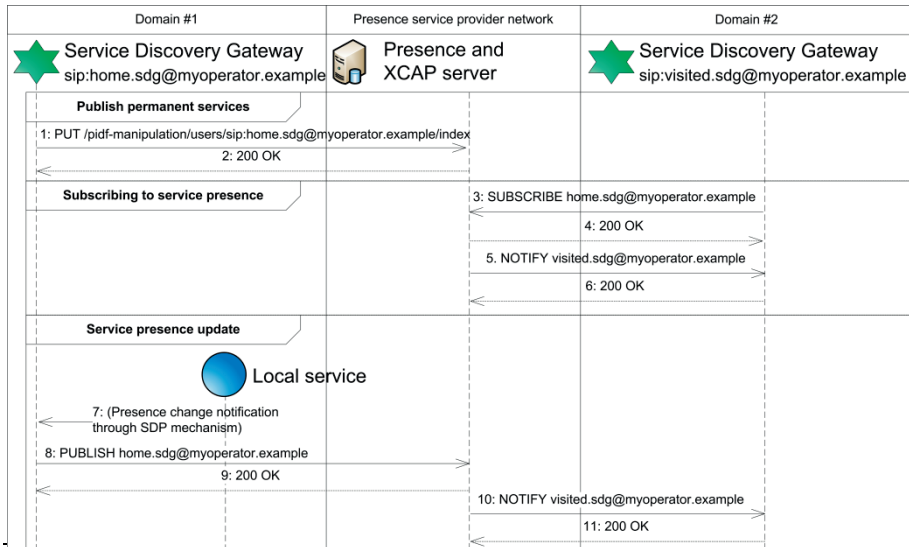 Domain #1
Presence service provider network
Domain #2
Service Discovery Gateway
sip:home.sdg@myoperator.example
Presence and
XCAP server
Service Discovery Gateway
sip:visited.sdg@myoperator.example
Publish permanent services
1: PUT /pidf-manipulation/users/sip:home.sdg@myoperator.example/index
2: 200 OK
Subscribing to service presence
3: SUBSCRIBE home.sdg@myoperator.example
4: 200 OK
5. NOTIFY visited.sdg@myoperator.example
6: 200 OK
Service presence update
Local service
7: (Presence change notification
through SDP mechanism)
8: PUBLISH home.sdg@myoperator.example
9: 200 OK
10: NOTIFY visited.sdg@myoperator.example
11: 200 OK